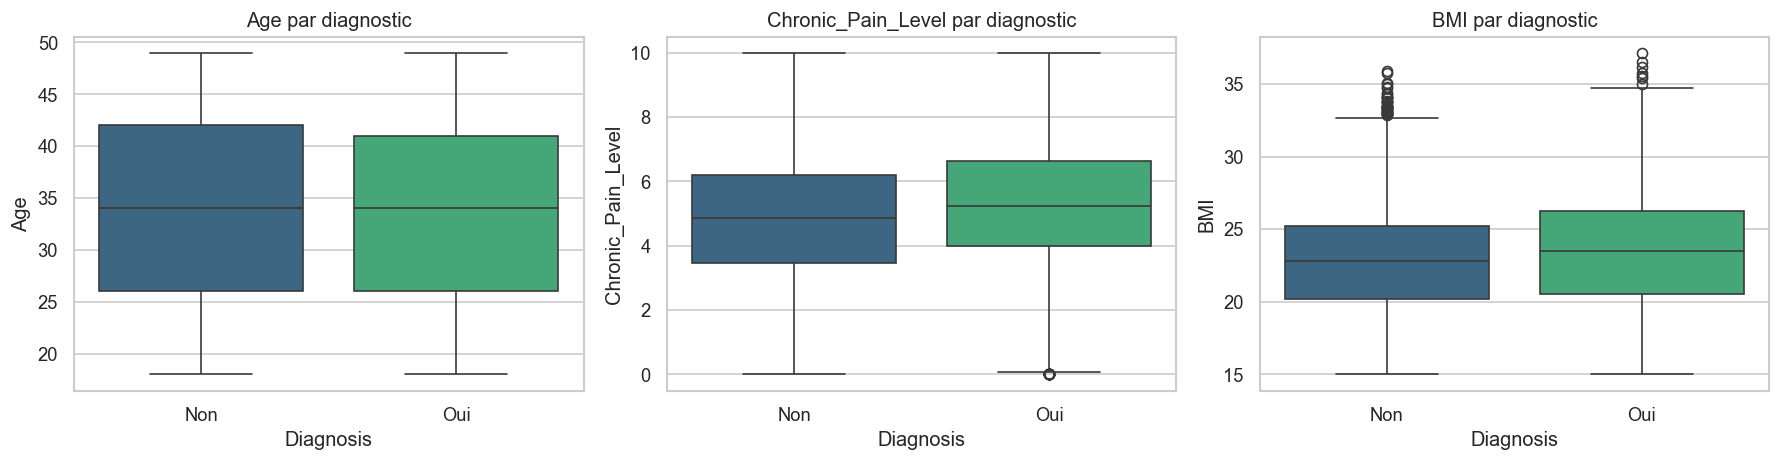 Age par diagnostic
50
45
40
35
30
25
20
Age
Non
Oui
Diagnosis
Chronic_Pain_Level par diagnostic
10
8
6
4
2
0
Chronic_Pain_Level
Non
Oui
Diagnosis
BMI par diagnostic
35
30
25
20
15
BMI
Non
Oui
Diagnosis